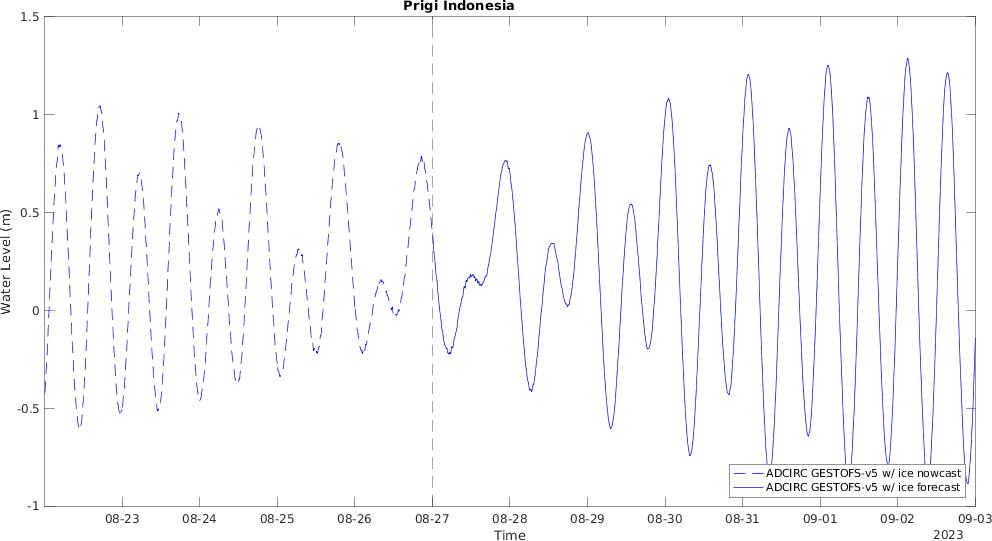 Prigi Indonesia
1.5
1
0.5
0
-0.5
-1
Water Level (m)
ADCIRC GESTOFS-v5 w/ ice nowcast
ADCIRC GESTOFS-v5 w/ ice forecast
08-23 08-24 08-25 08-26 08-27 08-28 08-29 08-30 08-31 09-01 09-02 09-03
Time
2023